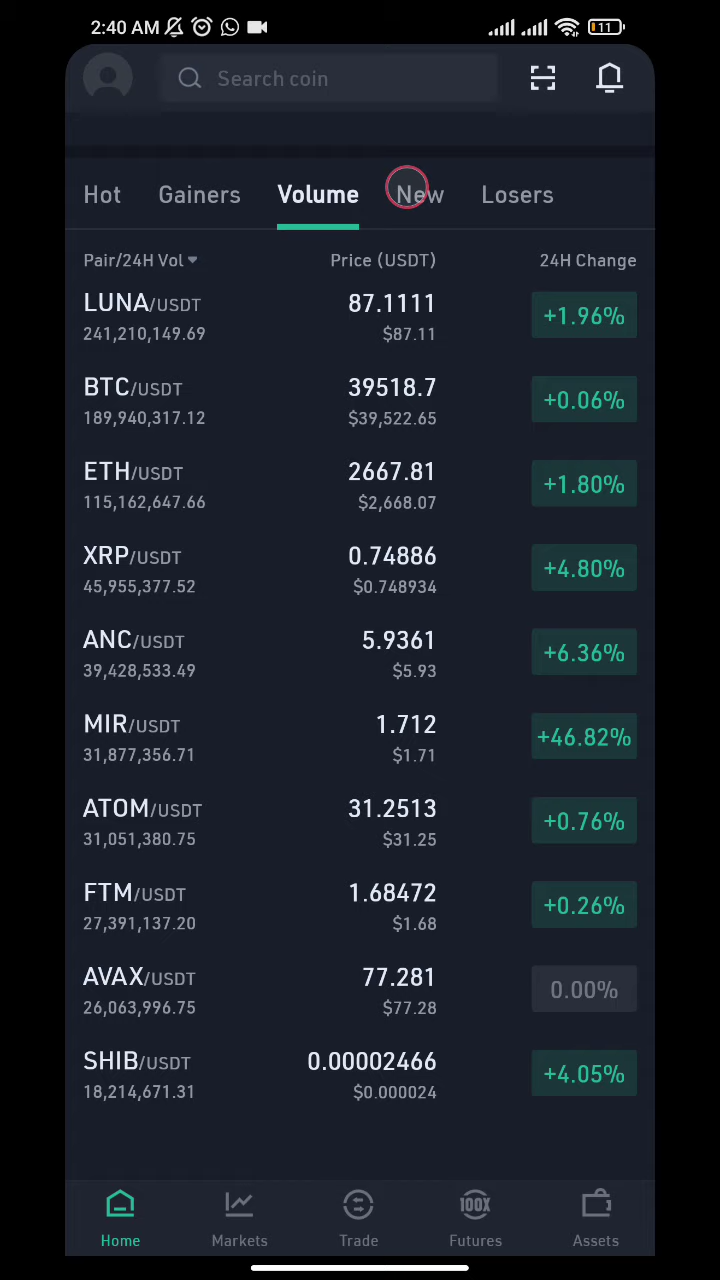 2:40 AM 11
Search coin
Hot Gainers Volume New Losers
Pair/24H Vol Price (USDT) 24H Change
LUNA/USDT 87.1111 +1.96%
241,210,149.69 $87.11
BTC/USDT 39518.7 +0.06%
189,940,317.12 $39,522.65
ETH/USDT 2667.81 +1.80%
115,162,647.66 $2,668.07
XRP/USDT 0.74886 +4.80%
45,955,377.52 $0.748934
ANC/USDT 5.9361 +6.36%
39,428,533.49 $5.93
MIR/USDT 1.712 +46.82%
31,877,356.71 $1.71
ATOM/USDT 31.2513 +0.76%
31,051,380.75 $31.25
FTM/USDT 1.68472 +0.26%
27,391,137.20 $1.68
AVAX/USDT 77.281 0.00%
26,063,996.75 $77.28
SHIB/USDT 0.00002466 +4.05%
18,214,671.31 $0.000024
100X
Home Markets Trade Futures Assets